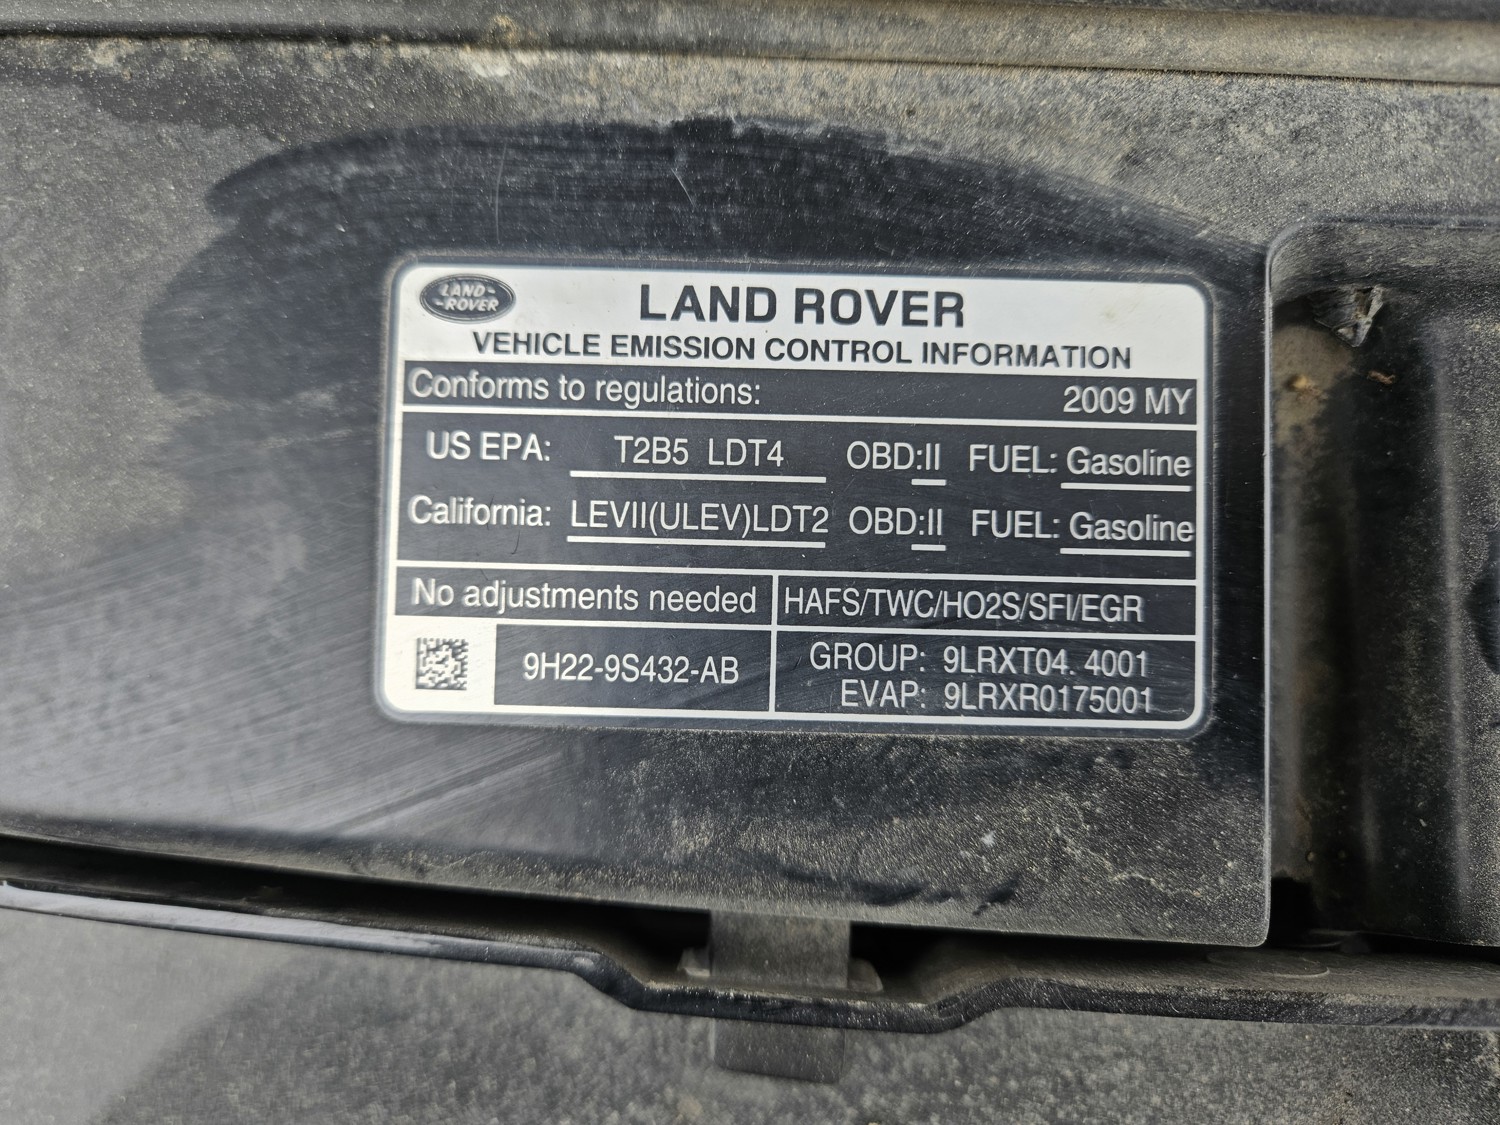 LAND-
-ROVER
LAND ROVER
VEHICLE EMISSION CONTROL INFORMATION
Conforms to regulations: 2009 MY
US EPA: T2B5 LDT4 OBD:II FUEL: Gasoline
California: LEVII(ULEV)LDT2 OBD:II FUEL: Gasoline
No adjustments needed HAFS/TWC/HO2S/SFI/EGR
9H22-9S432-AB
GROUP: 9LRXT04. 4001
EVAP: 9LRXR0175001